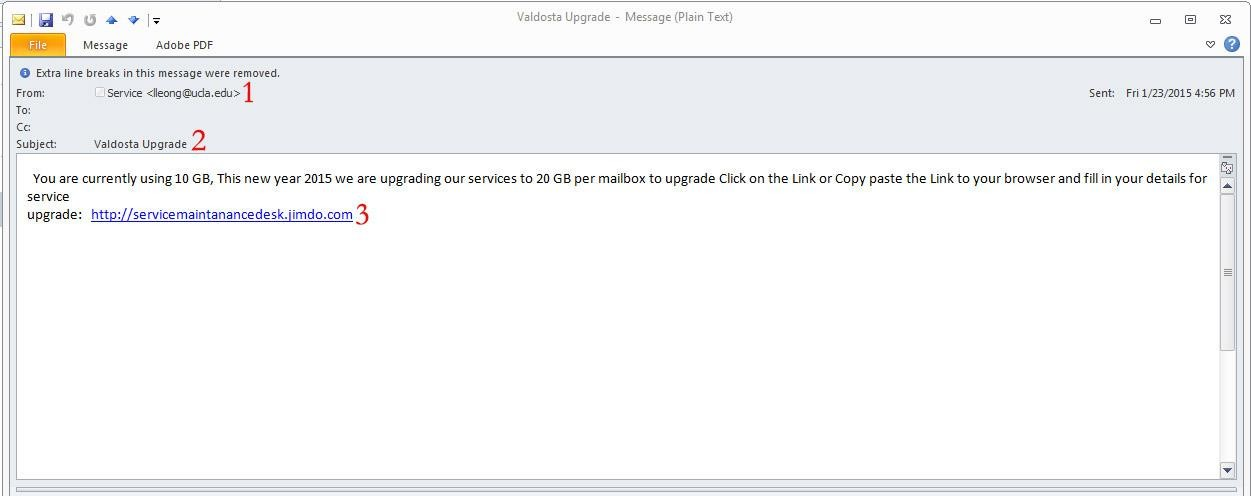 Valdosta Upgrade - Message (Plain Text)
File Message Adobe PDF
Extra line breaks in this message were removed.
From: Service <lleong@ucla.edu> 1 Sent: Fri 1/23/2015 4:56 PM
To:
Cc:
Subject: Valdosta Upgrade 2
You are currently using 10 GB, This new year 2015 we are upgrading our services to 20 GB per mailbox to upgrade Click on the Link or Copy paste the Link to your browser and fill in your details for
service
upgrade: http://servicemaintanancedesk.jimdo.com 3